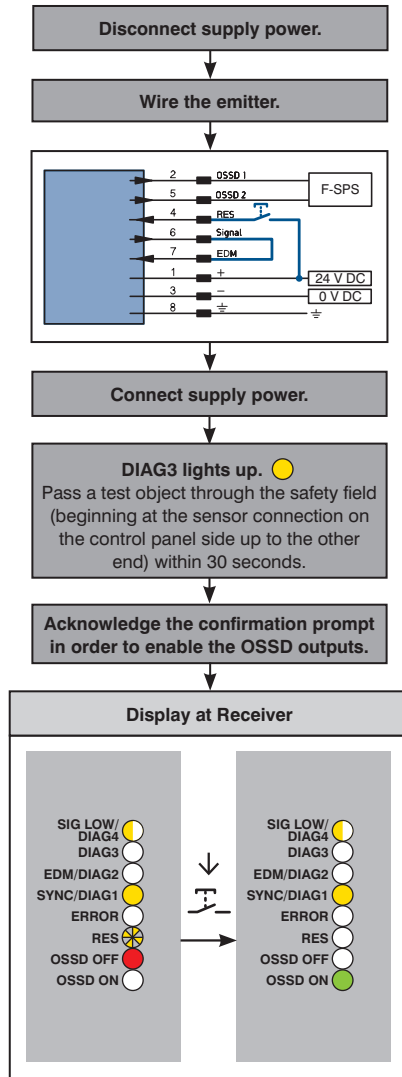 Disconnect supply power.
Wire the emitter.
2 OSSD 1
F-SPS
5 OSSD 2
4 RES
6 Signal
7 EDM
1 + 24 V DC
3 – 0 V DC
8
Connect supply power.
DIAG3 lights up.
Pass a test object through the safety field
(beginning at the sensor connection on
the control panel side up to the other
end) within 30 seconds.
Acknowledge the confirmation prompt
in order to enable the OSSD outputs.
Display at Receiver
SIG LOW/
DIAG4
DIAG3
EDM/DIAG2
SYNC/DIAG1
ERROR
RES
OSSD OFF
OSSD ON
SIG LOW/
DIAG4
DIAG3
EDM/DIAG2
SYNC/DIAG1
ERROR
RES
OSSD OFF
OSSD ON